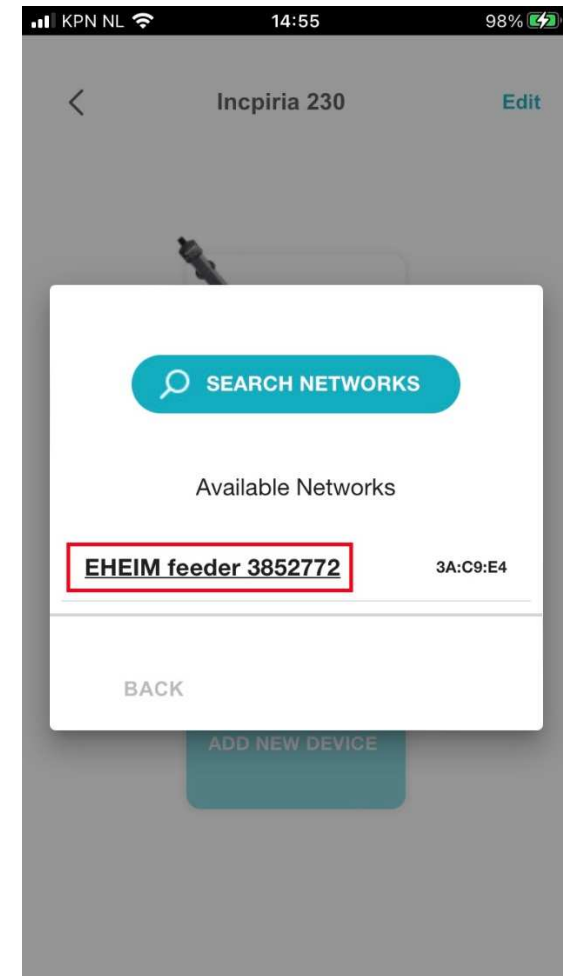 KPN NL 14:55 98%
Incpiria 230 Edit
SEARCH NETWORKS
Available Networks
EHEIM feeder 3852772 3A:C9:E4
BACK
ADD NEW DEVICE